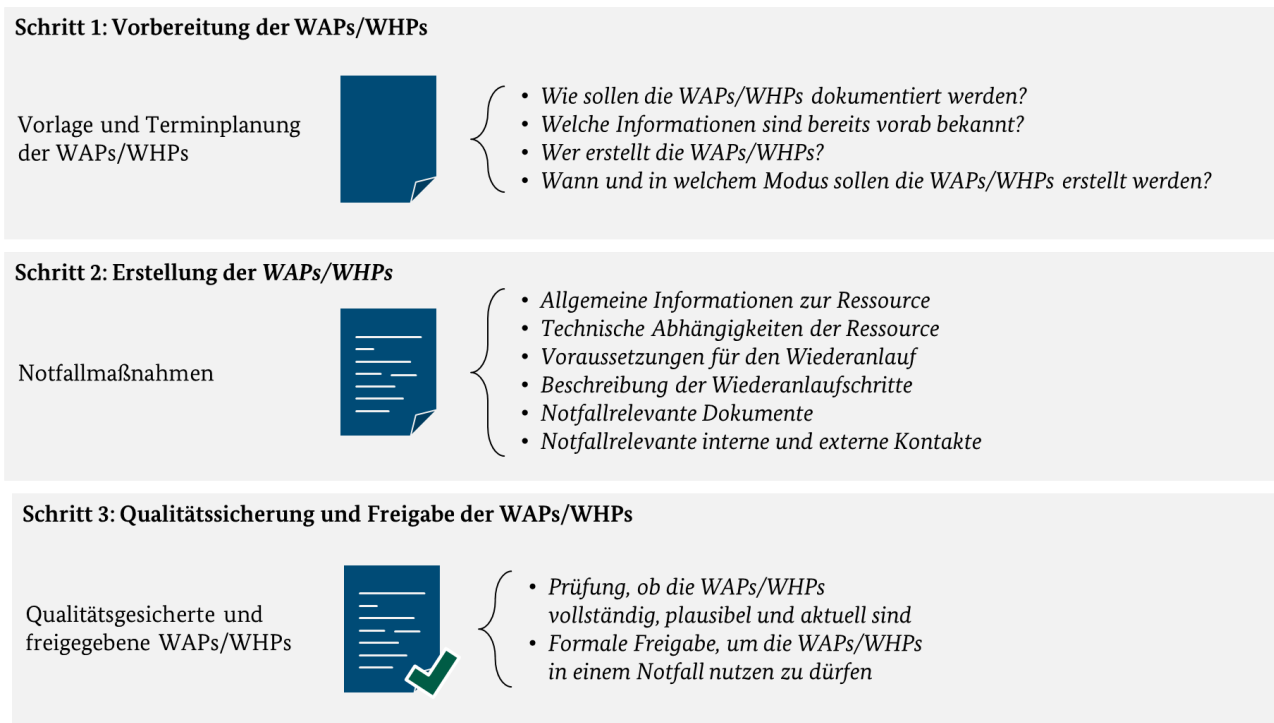 Schritt 1: Vorbereitung der WAPs/WHPs
Vorlage und Terminplanung
der WAPs/WHPs
• Wie sollen die WAPs/WHPs dokumentiert werden?
• Welche Informationen sind bereits vorab bekannt?
• Wer erstellt die WAPs/WHPs?
• Wann und in welchem Modus sollen die WAPs/WHPs erstellt werden?
Schritt 2: Erstellung der WAPs/WHPs
Notfallmaßnahmen
• Allgemeine Informationen zur Ressource
• Technische Abhängigkeiten der Ressource
• Voraussetzungen für den Wiederanlauf
• Beschreibung der Wiederanlaufschritte
• Notfallrelevante Dokumente
• Notfallrelevante interne und externe Kontakte
Schritt 3: Qualitätssicherung und Freigabe der WAPs/WHPs
Qualitätsgesicherte und
freigegebene WAPs/WHPs
• Prüfung, ob die WAPs/WHPs
vollständig, plausibel und aktuell sind
• Formale Freigabe, um die WAPs/WHPs
in einem Notfall nutzen zu dürfen